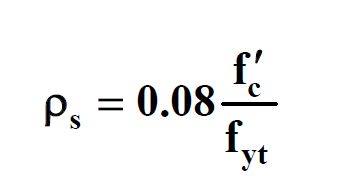 ρₛ = 0.08 f′c / fyt